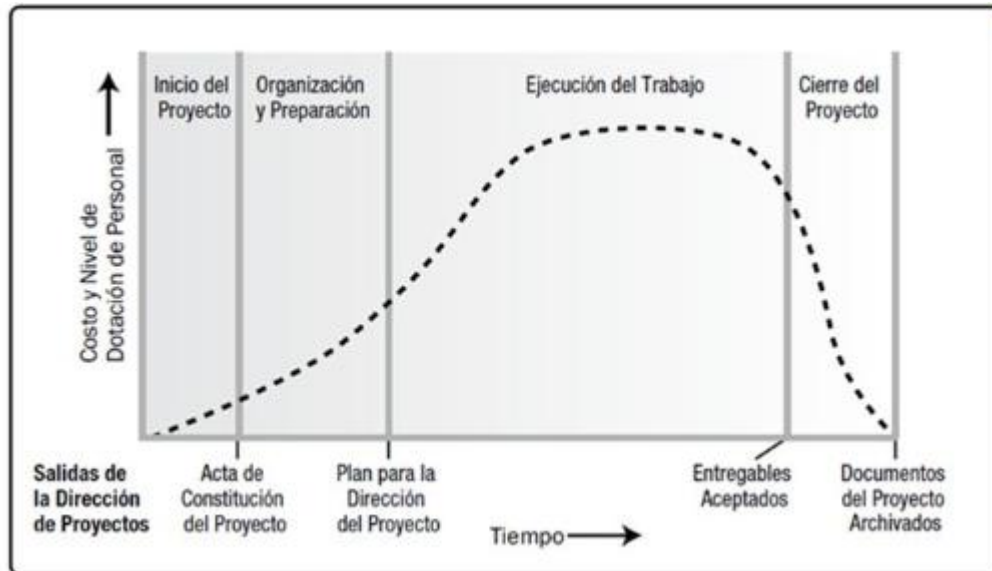 Inicio del
Proyecto
Organización
y Preparación
Ejecución del Trabajo
Cierre del
Proyecto
Costo y Nivel de
Dotación de Personal
Salidas de
la Dirección
de Proyectos
Acta de
Constitución
del Proyecto
Plan para la
Dirección
del Proyecto
Entregables
Aceptados
Documentos
del Proyecto
Archivados
Tiempo